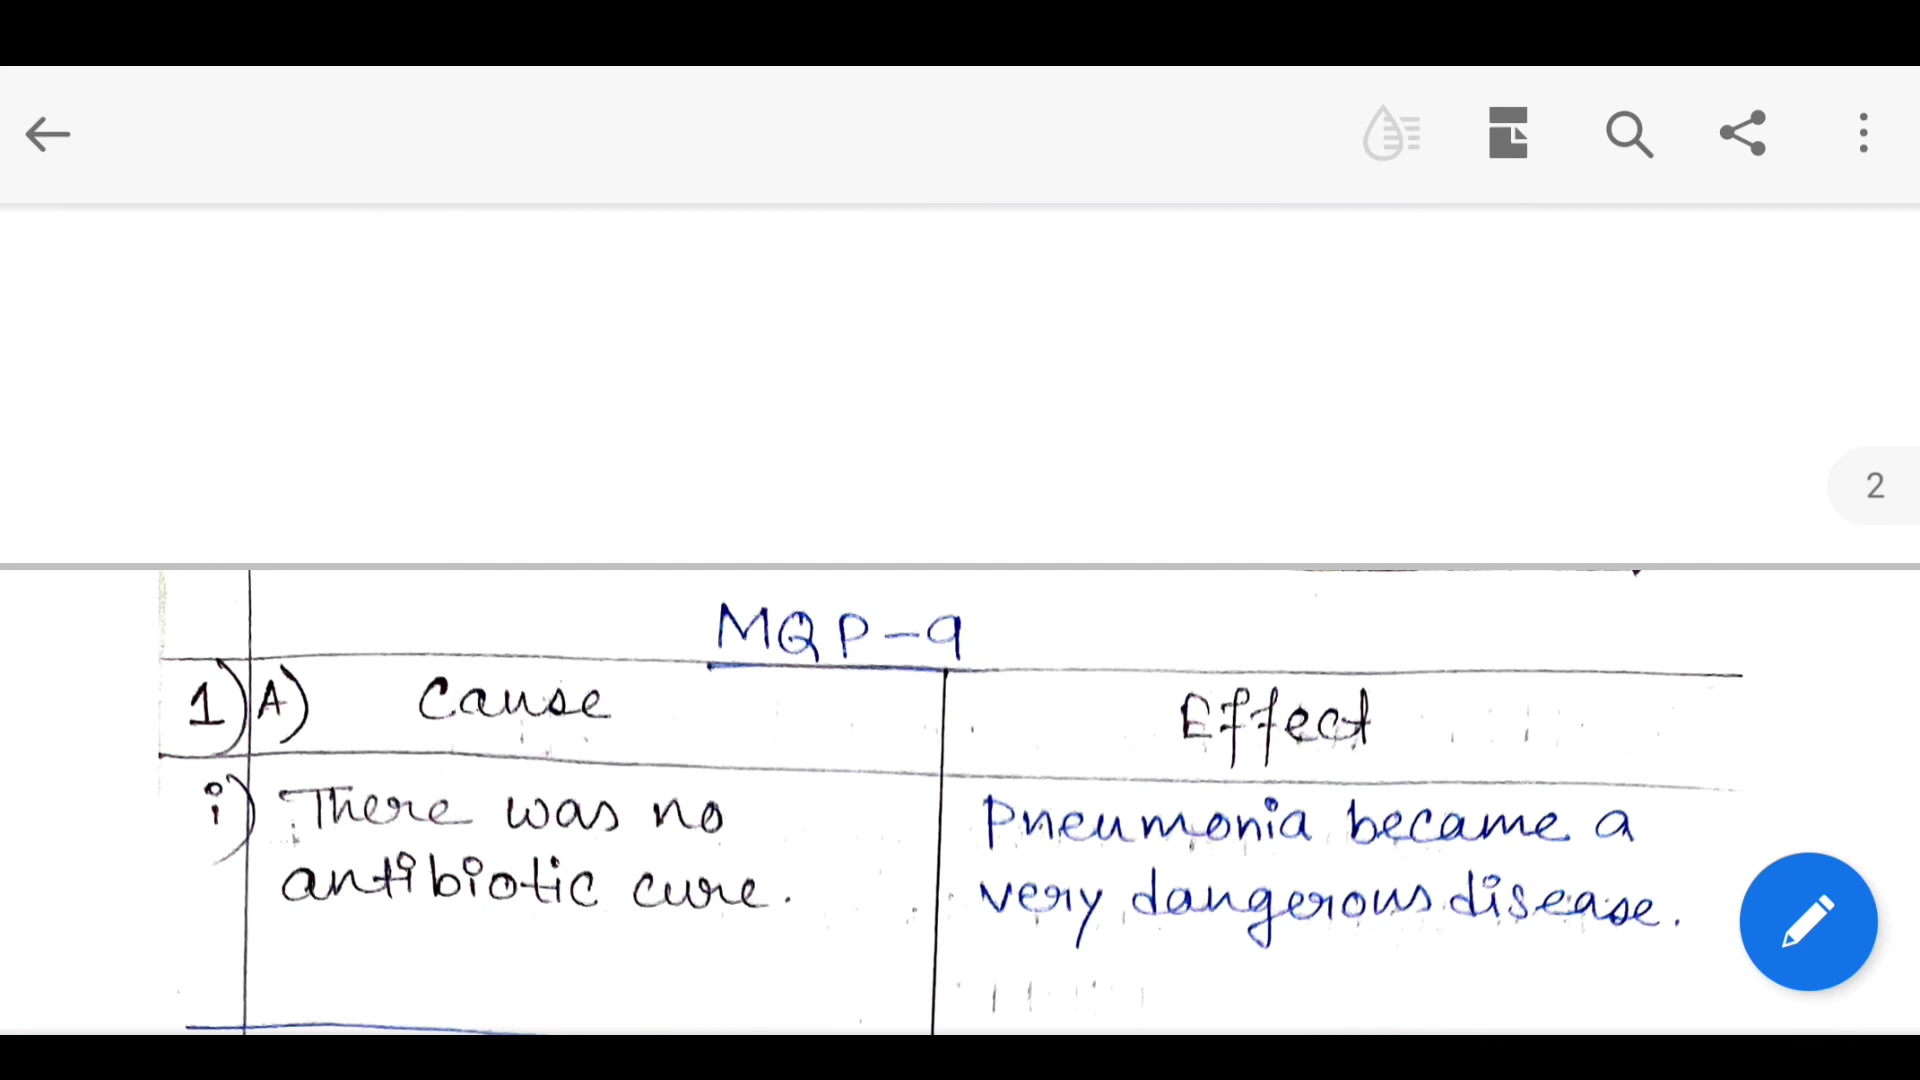 2
MQP-9
1) A) Cause
Effect
i) There was no
antibiotic cure.
Pneumonia became a
very dangerous disease.